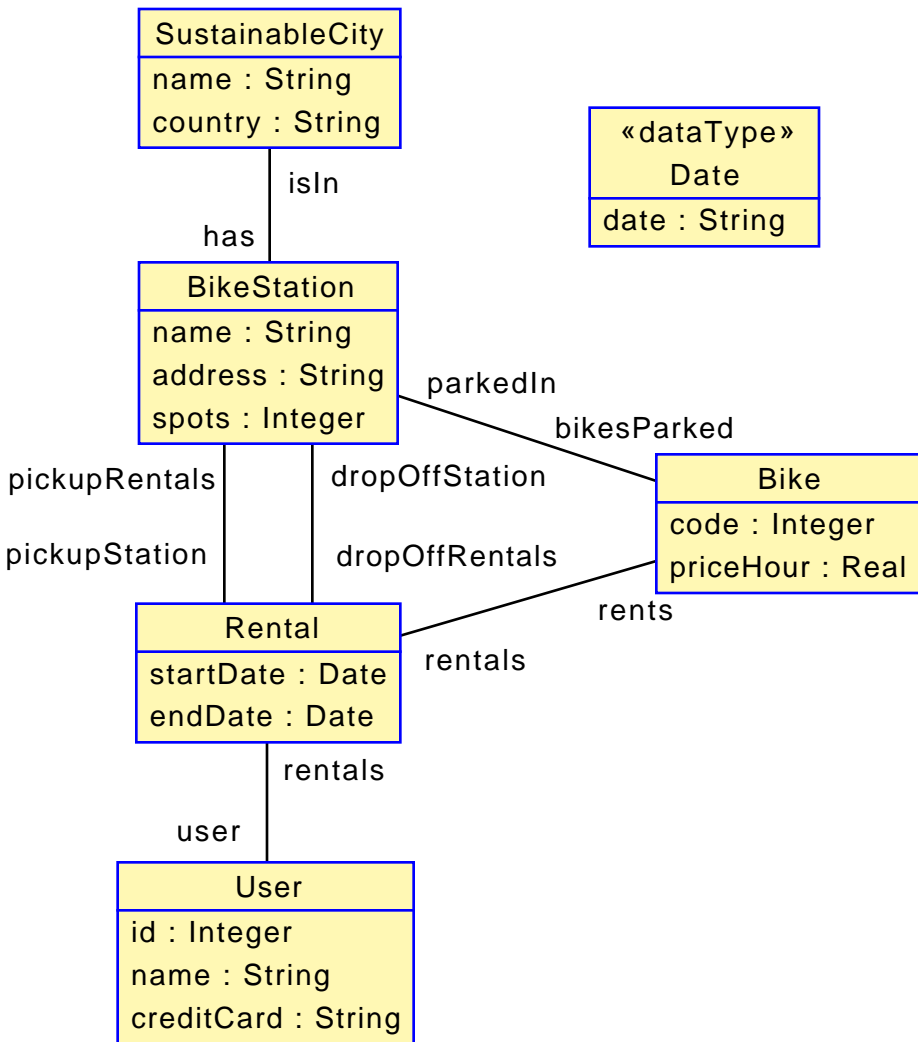 SustainableCity
name : String
country : String
«dataType»
Date
date : String
isIn
has
BikeStation
name : String
address : String
spots : Integer
parkedIn
bikesParked
pickupRentals
dropOffStation
Bike
code : Integer
priceHour : Real
pickupStation
dropOffRentals
rents
Rental
startDate : Date
endDate : Date
rentals
rentals
user
User
id : Integer
name : String
creditCard : String